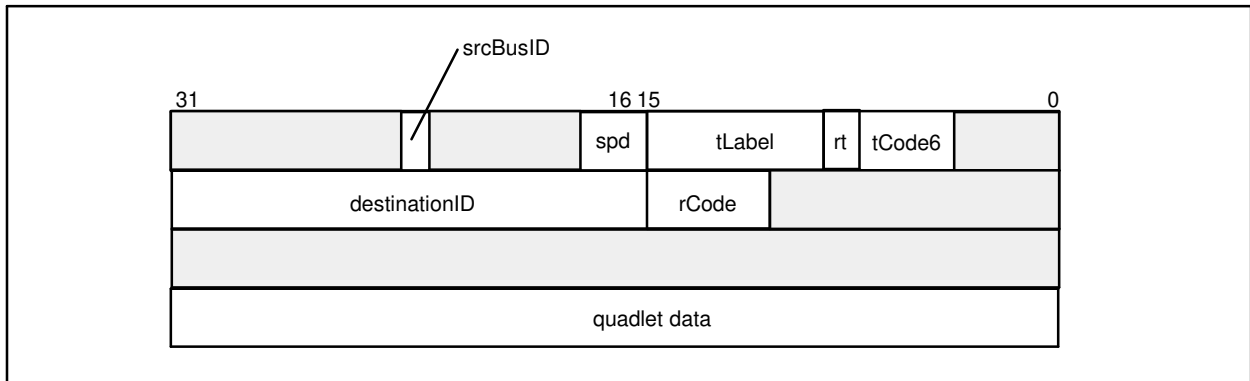 srcBusID
31 16 15 0
spd tLabel rt tCode6
destinationID rCode
quadlet data